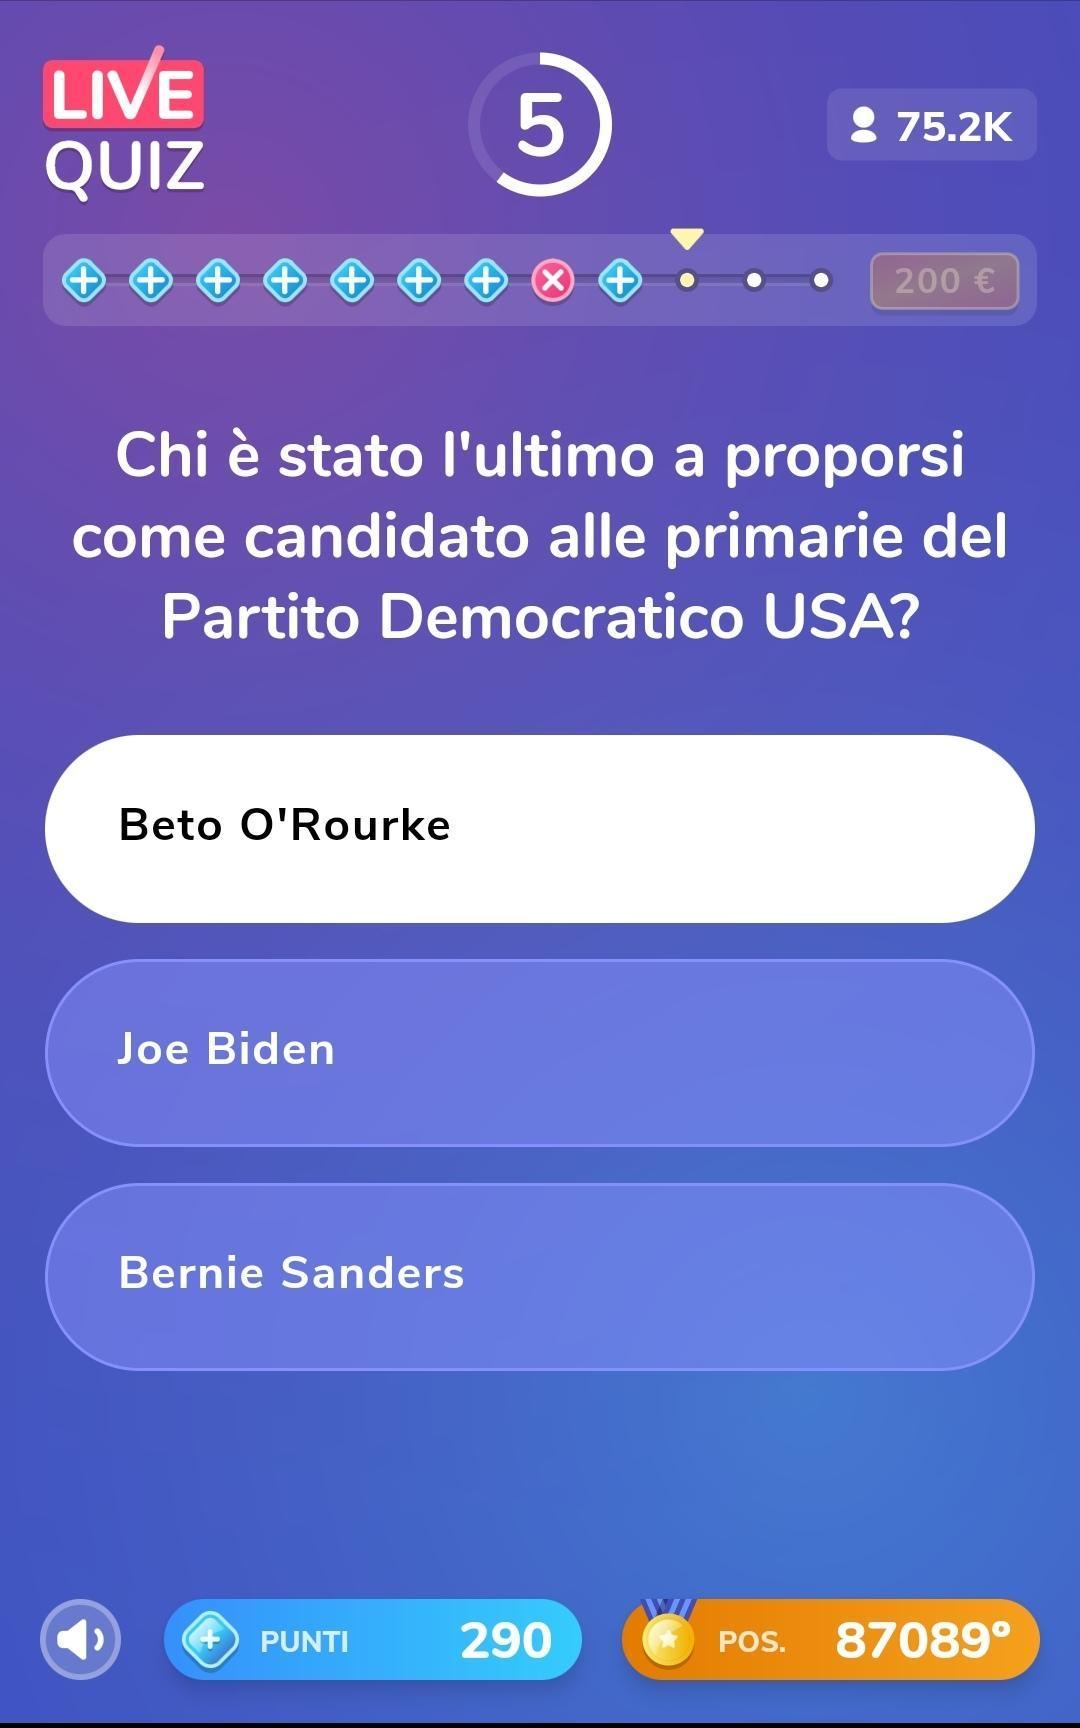 LIVE
QUIZ
5
75.2K
200 €
Chi è stato l'ultimo a proporsi
come candidato alle primarie del
Partito Democratico USA?
Beto O'Rourke
Joe Biden
Bernie Sanders
PUNTI 290
POS. 87089°